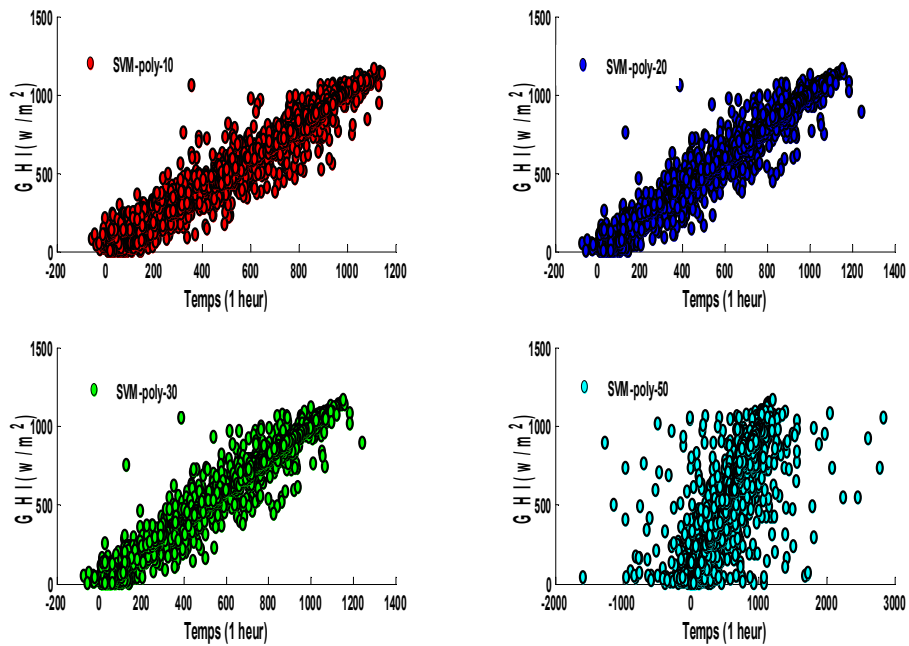 1500
1000
500
0
G H I ( w / m 2 )
SVM-poly-10
-200 0 200 400 600 800 1000 1200
Temps (1 heur)
1500
1000
500
0
G H I ( w / m 2 )
SVM-poly-20
-200 0 200 400 600 800 1000 1200 1400
Temps (1 heur)
1500
1000
500
0
G H I ( w / m 2 )
SVM-poly-30
-200 0 200 400 600 800 1000 1200 1400
Temps (1 heur)
1500
1000
500
0
G H I ( w / m 2 )
SVM-poly-50
-2000 -1000 0 1000 2000 3000
Temps (1 heur)